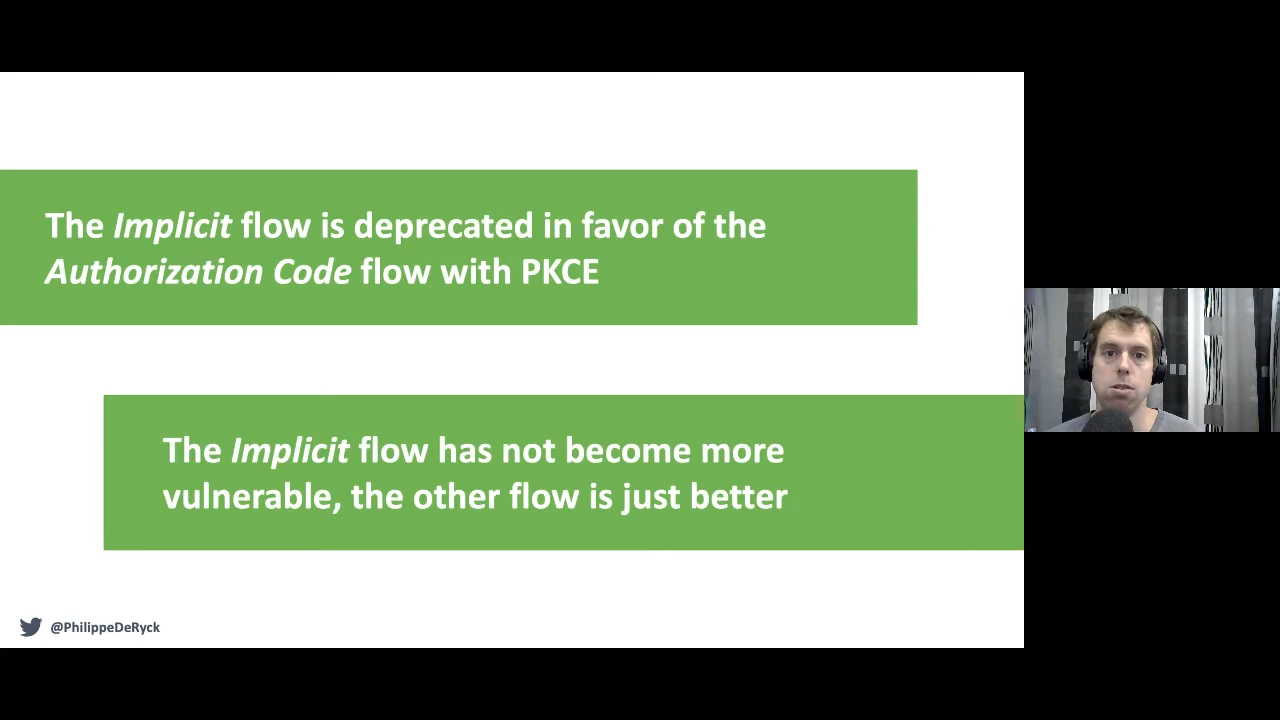 The Implicit flow is deprecated in favor of the
Authorization Code flow with PKCE
The Implicit flow has not become more
vulnerable, the other flow is just better
@PhilippeDeRyck